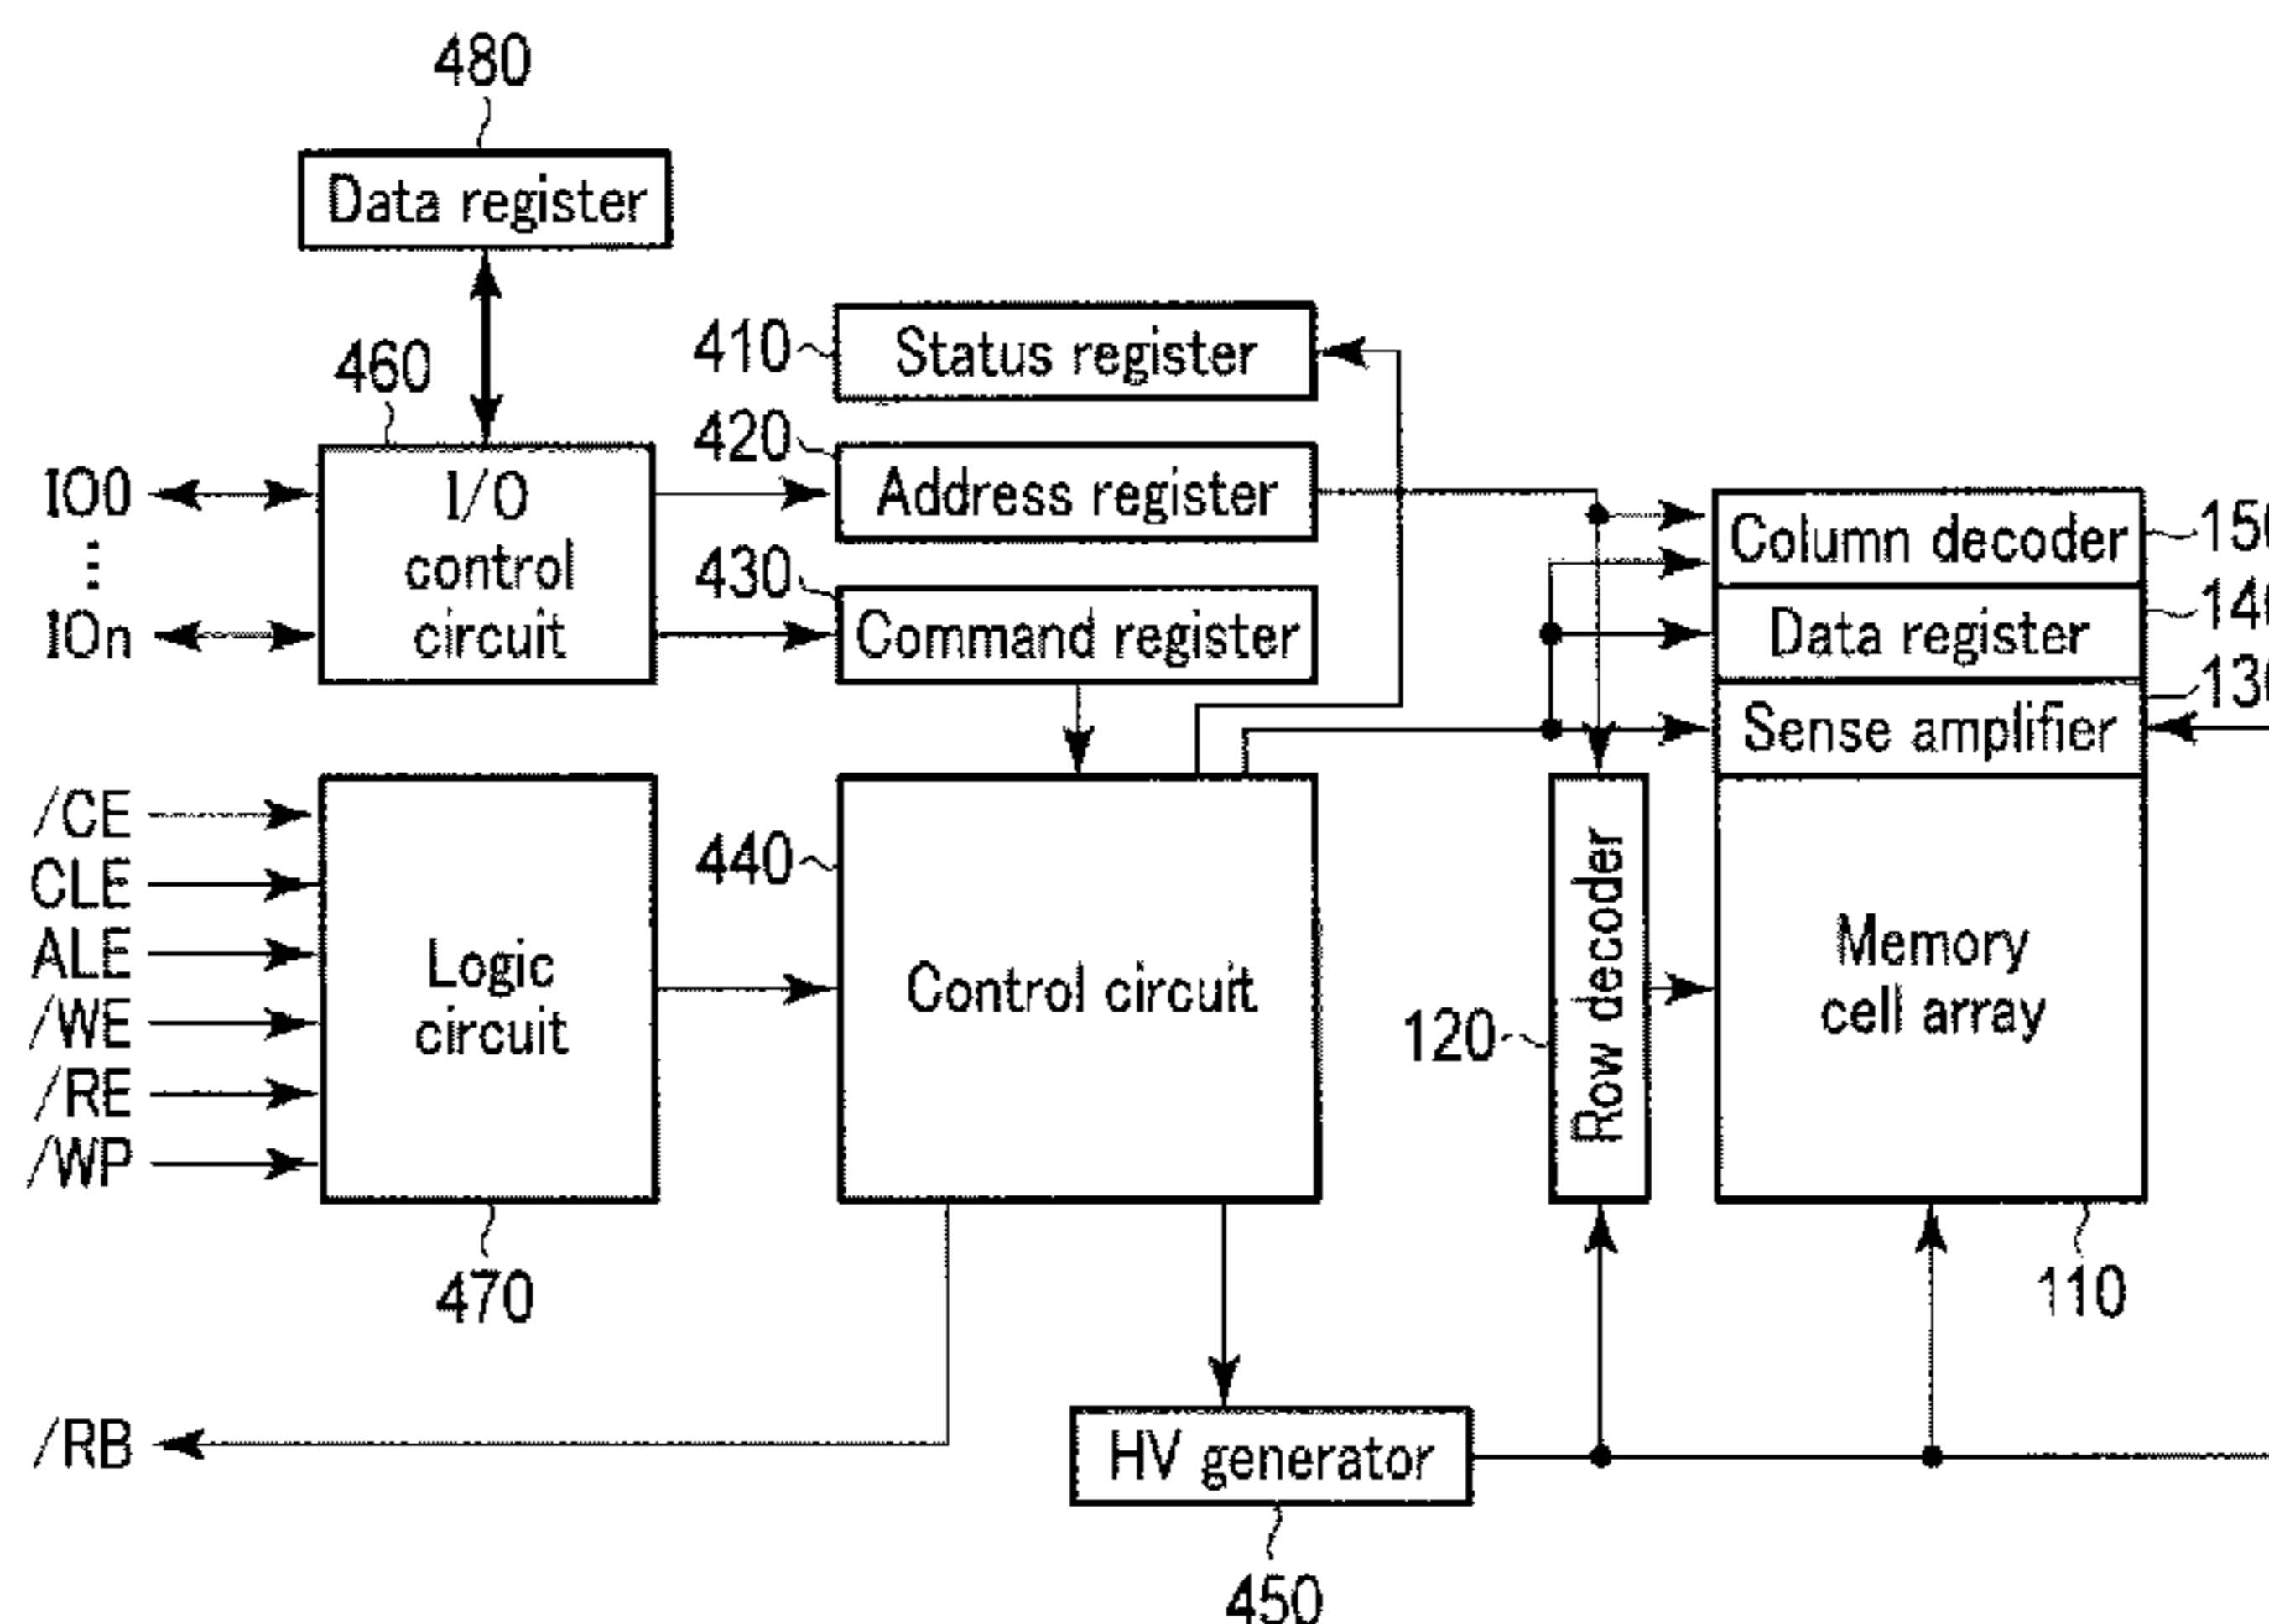 480
Data register
460
410
Status register
420
Address register
430
Command register
IO0
IOn
I/O
control
circuit
Column decoder
Data register
Sense amplifier
/CE
CLE
ALE
/WE
/RE
/WP
Logic
circuit
470
440
Control circuit
120
Row decoder
Memory
cell array
110
/RB
HV generator
450